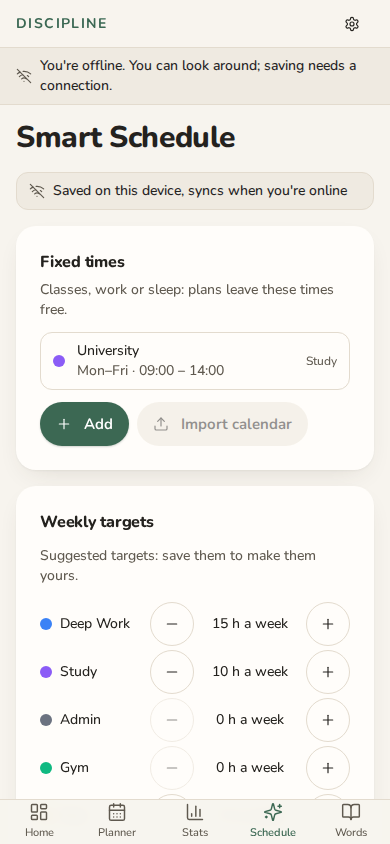 DISCIPLINE
You're offline. You can look around; saving needs a
connection.
Smart Schedule
Saved on this device, syncs when you're online
Fixed times
Classes, work or sleep: plans leave these times
free.
University
Mon–Fri · 09:00 – 14:00
Study
Add
Import calendar
Weekly targets
Suggested targets: save them to make them
yours.
Deep Work
15 h a week
Study
10 h a week
Admin
0 h a week
Gym
0 h a week
Home
Planner
Stats
Schedule
Words